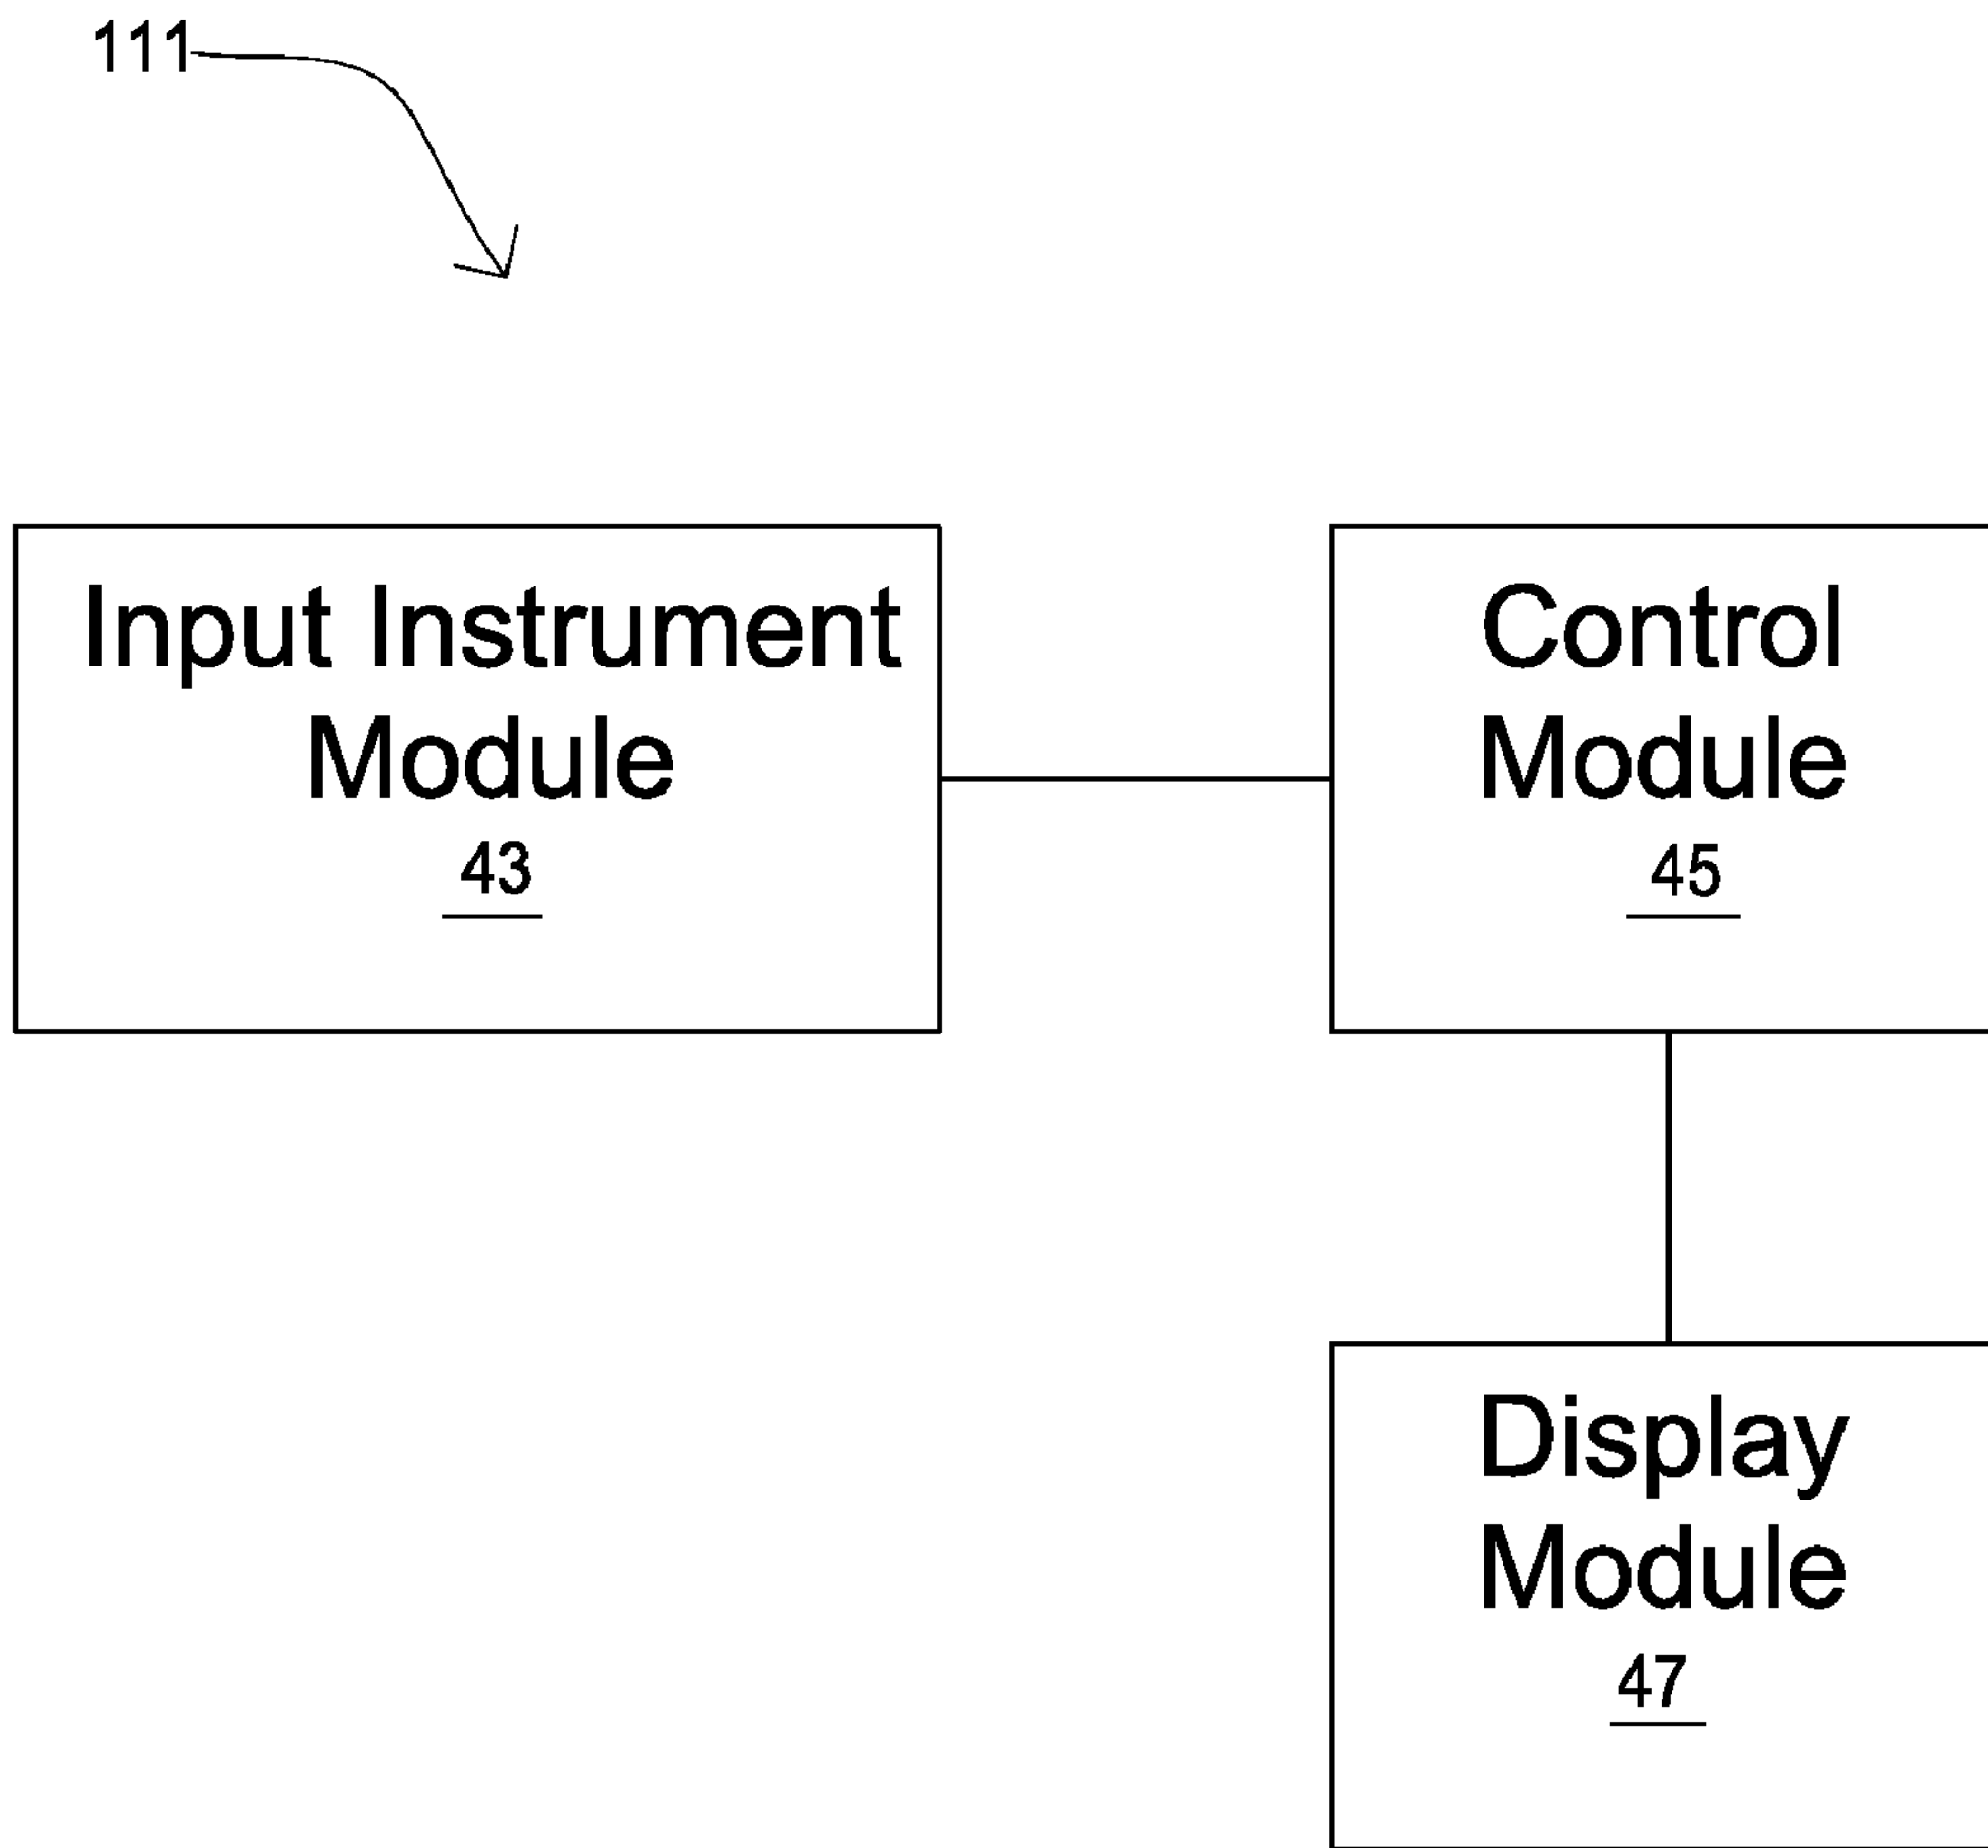 111
Input Instrument
Module
43
Control
Module
45
Display
Module
47